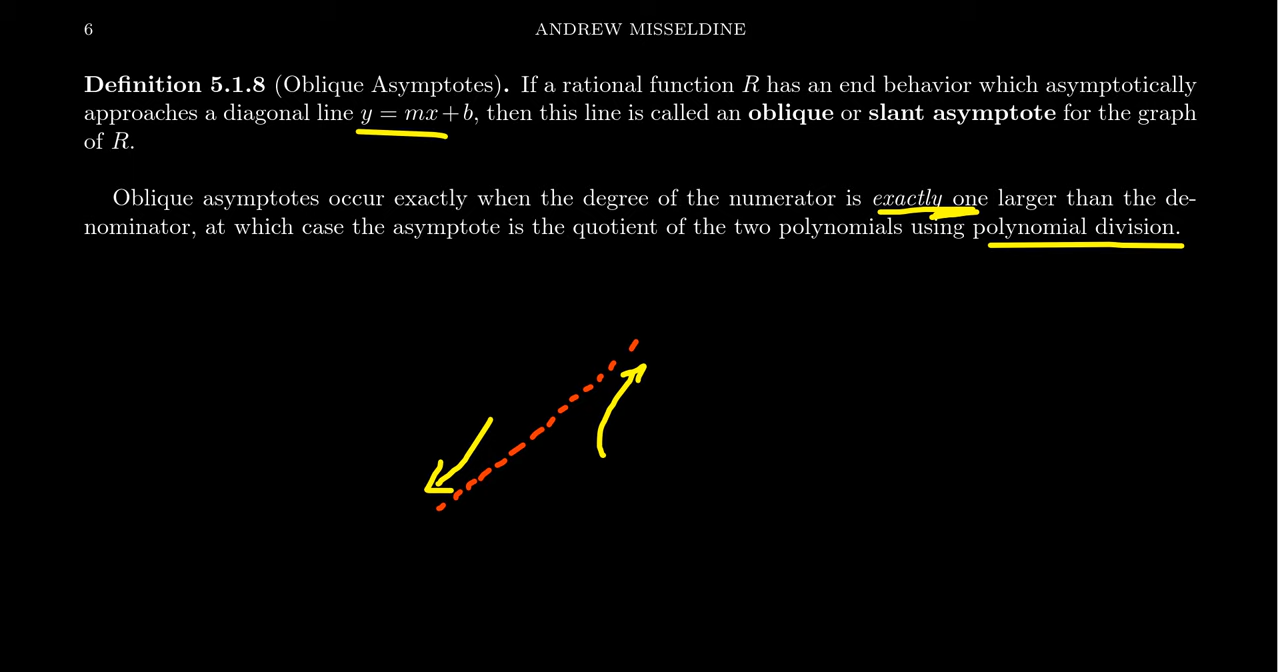 6
ANDREW MISSELDINE
Definition 5.1.8 (Oblique Asymptotes). If a rational function R has an end behavior which asymptotically
approaches a diagonal line y = mx + b, then this line is called an oblique or slant asymptote for the graph
of R.
Oblique asymptotes occur exactly when the degree of the numerator is exactly one larger than the de-
nominator, at which case the asymptote is the quotient of the two polynomials using polynomial division.